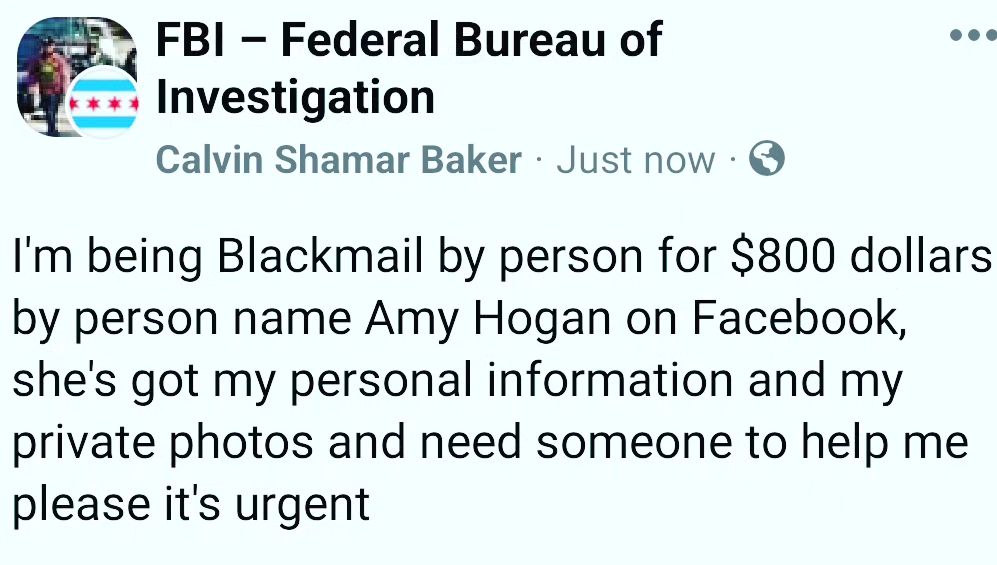 FBI – Federal Bureau of
Investigation
Calvin Shamar Baker · Just now ·
I'm being Blackmail by person for $800 dollars
by person name Amy Hogan on Facebook,
she's got my personal information and my
private photos and need someone to help me
please it's urgent